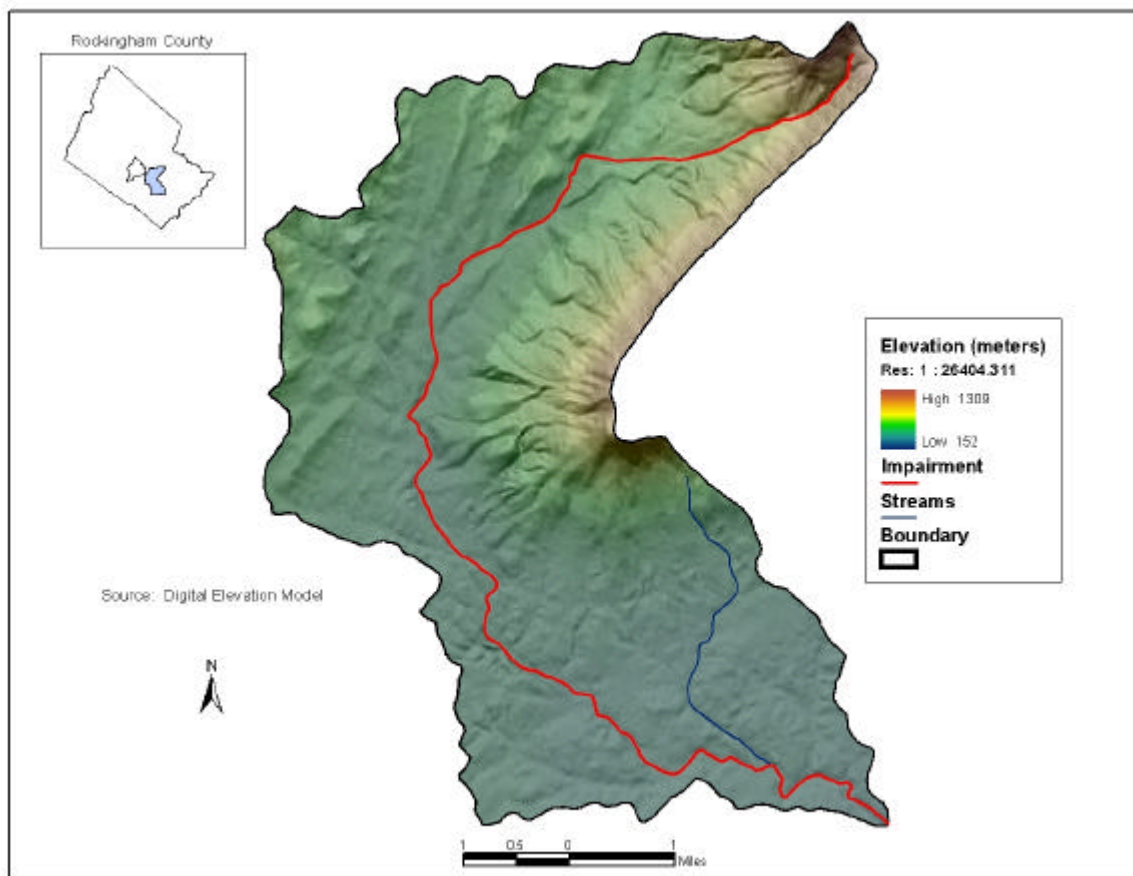 Rockingham County
Elevation (meters)
Res: 1 : 26404.311
High 1309
Low 152
Impairment
Streams
Boundary
Source: Digital Elevation Model
N
1 0.5 0 1
Miles